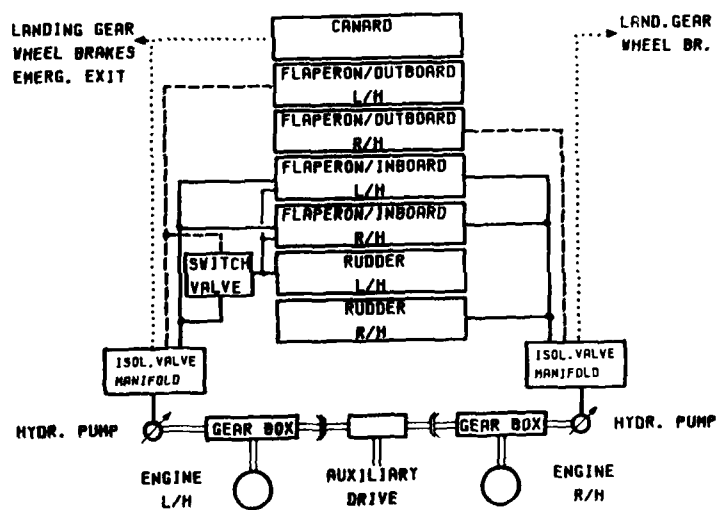 LANDING GEAR
WHEEL BRAKES
EMERG. EXIT
CANARD
LAND.GEAR
WHEEL BR.
FLAPERON/OUTBOARD
L/H
FLAPERON/OUTBOARD
R/H
FLAPERON/INBOARD
L/H
FLAPERON/INBOARD
R/H
SWITCH
VALVE
RUDDER
L/H
RUDDER
R/H
ISOL.VALVE
MANIFOLD
ISOL.VALVE
MANIFOLD
HYDR. PUMP
GEAR BOX
GEAR BOX
HYDR. PUMP
ENGINE
L/H
AUXILIARY
DRIVE
ENGINE
R/H